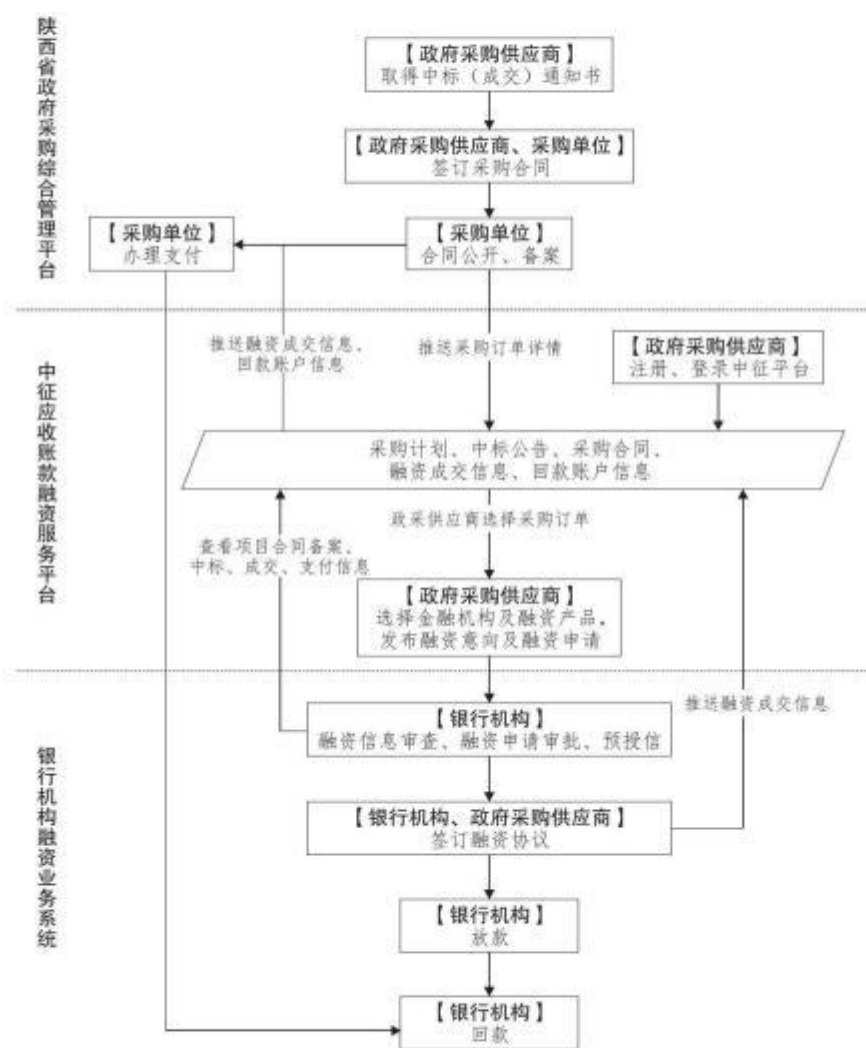 陕西省政府采购综合管理平台
【政府采购供应商】
取得中标（成交）通知书
【政府采购供应商、采购单位】
签订采购合同
【采购单位】
办理支付
【采购单位】
合同公开、备案
中征应收账款融资服务平台
推送融资成交信息、
回款账户信息
推送采购订单详情
【政府采购供应商】
注册、登录中征平台
采购计划、中标公告、采购合同、
融资成交信息、回款账户信息
政采供应商选择采购订单
查看项目合同备案、
中标、成交、支付信息
【政府采购供应商】
选择金融机构及融资产品，
发布融资意向及融资申请
银行机构融资业务系统
【银行机构】
融资信息审查、融资申请审批、预授信
推送融资成交信息
【银行机构、政府采购供应商】
签订融资协议
【银行机构】
放款
【银行机构】
回款